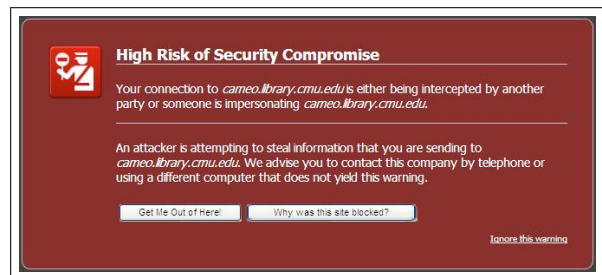 High Risk of Security Compromise
Your connection to cameo.library.cmu.edu is either being intercepted by another
party or someone is impersonating cameo.library.cmu.edu.
An attacker is attempting to steal information that you are sending to
cameo.library.cmu.edu. We advise you to contact this company by telephone or
using a different computer that does not yield this warning.
Get Me Out of Here!
Why was this site blocked?
Ignore this warning